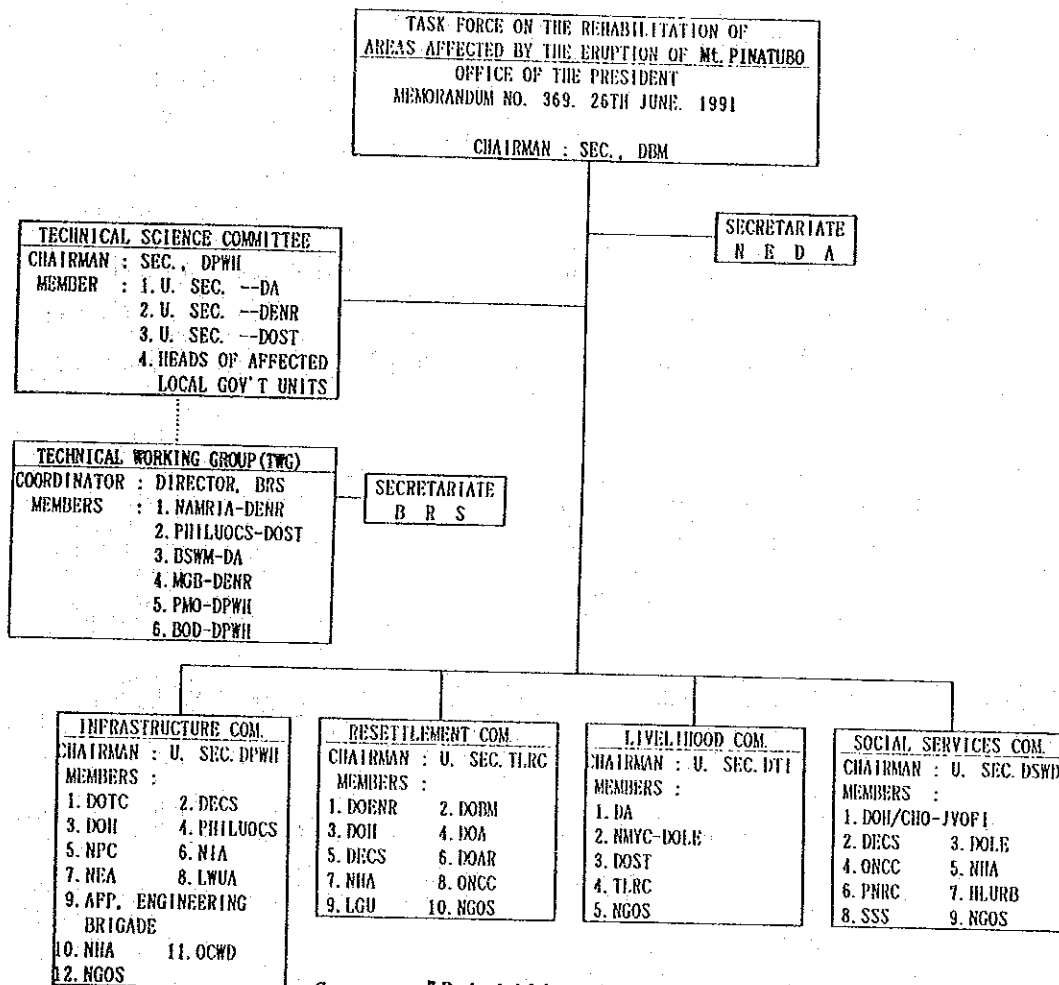 TASK FORCE ON THE REHABILITATION OF
AREAS AFFECTED BY THE ERUPTION OF Mt. PINATUBO
OFFICE OF THE PRESIDENT
MEMORANDUM NO. 369. 26TH JUNE. 1991
CHAIRMAN : SEC., DBM
SECRETARIATE
N E D A
TECHNICAL SCIENCE COMMITTEE
CHAIRMAN : SEC., DPWH
MEMBER : 1. U. SEC. --DA
2. U. SEC. --DENR
3. U. SEC. --DOST
4. HEADS OF AFFECTED
LOCAL GOV'T UNITS
TECHNICAL WORKING GROUP(TWG)
COORDINATOR : DIRECTOR, BRS
MEMBERS : 1. NAMRIA-DENR
2. PHILUOCS-DOST
3. BSWM-DA
4. MGB-DENR
5. PMO-DPWH
6. BOD-DPWH
SECRETARIATE
B R S
INFRASTRUCTURE COM.
CHAIRMAN : U. SEC. DPWH
MEMBERS :
1. DOTC 2. DECS
3. DOH 4. PHILUOCS
5. NPC 6. NIA
7. NEA 8. LWUA
9. AFP. ENGINEERING
BRIGADE
10. NHA 11. OCWD
12. NGOS
RESETTLEMENT COM.
CHAIRMAN : U. SEC. TLRC
MEMBERS :
1. DOENR 2. DOBM
3. DOH 4. DOA
5. DECS 6. DOAR
7. NHA 8. ONCC
9. LGU 10. NGOS
LIVELIHOOD COM.
CHAIRMAN : U. SEC. DTI
MEMBERS :
1. DA
2. NMYC-DOLE
3. DOST
4. TLRC
5. NGOS
SOCIAL SERVICES COM.
CHAIRMAN : U. SEC. DSWD
MEMBERS :
1. DOH/CHO-JVOFI
2. DECS 3. DOLE
4. ONCC 5. NHA
6. PNRC 7. HLURB
8. SSS 9. NGOS